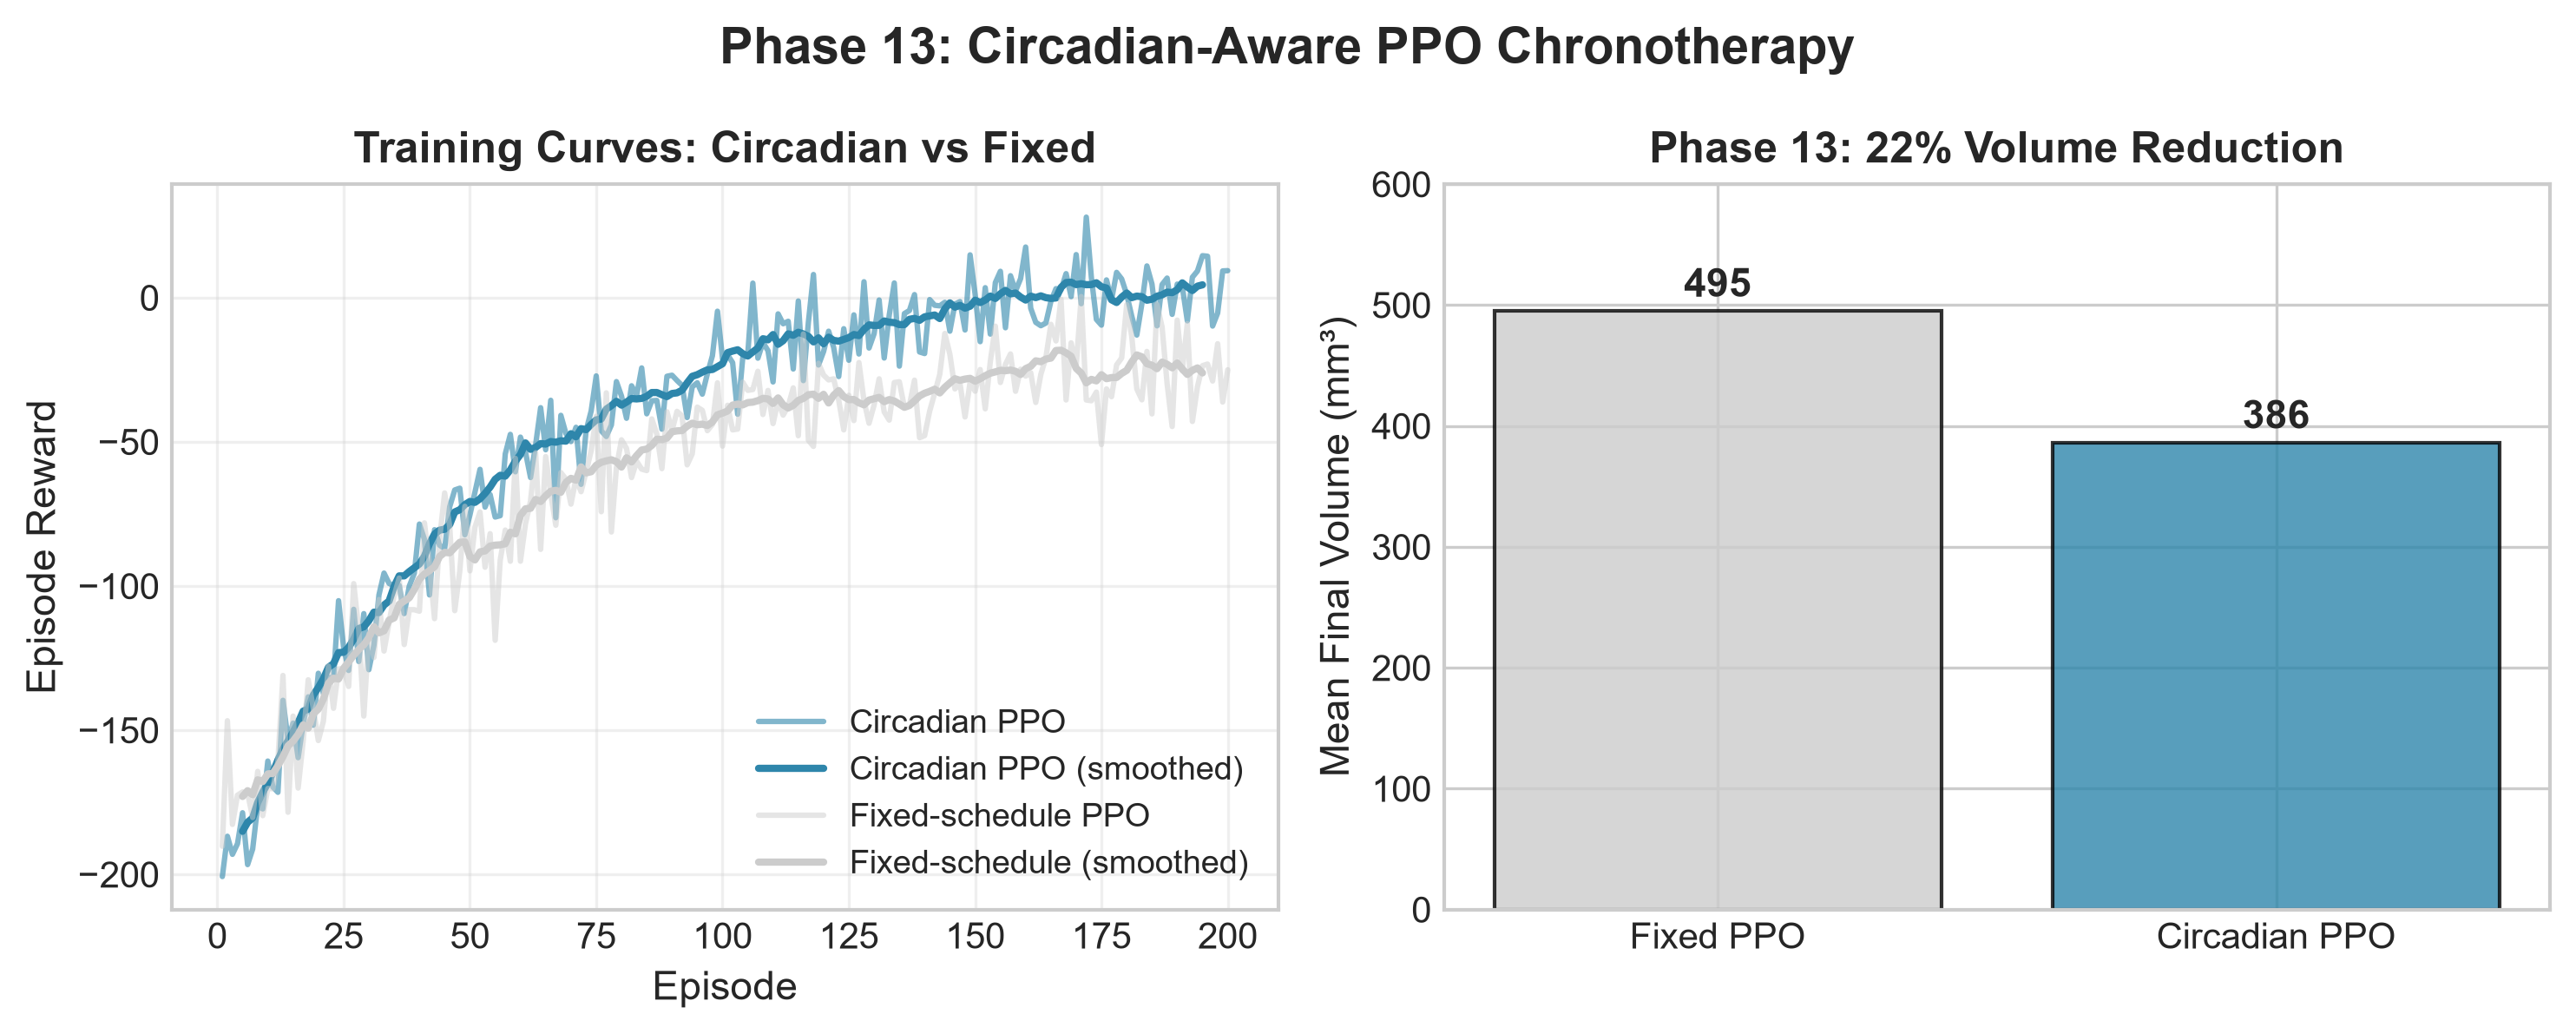 Phase 13: Circadian-Aware PPO Chronotherapy
Training Curves: Circadian vs Fixed
Episode Reward
0
−50
−100
−150
−200
0 25 50 75 100 125 150 175 200
Episode
Circadian PPO
Circadian PPO (smoothed)
Fixed-schedule PPO
Fixed-schedule (smoothed)
Phase 13: 22% Volume Reduction
Mean Final Volume (mm³)
600
500
400
300
200
100
0
495
386
Fixed PPO Circadian PPO